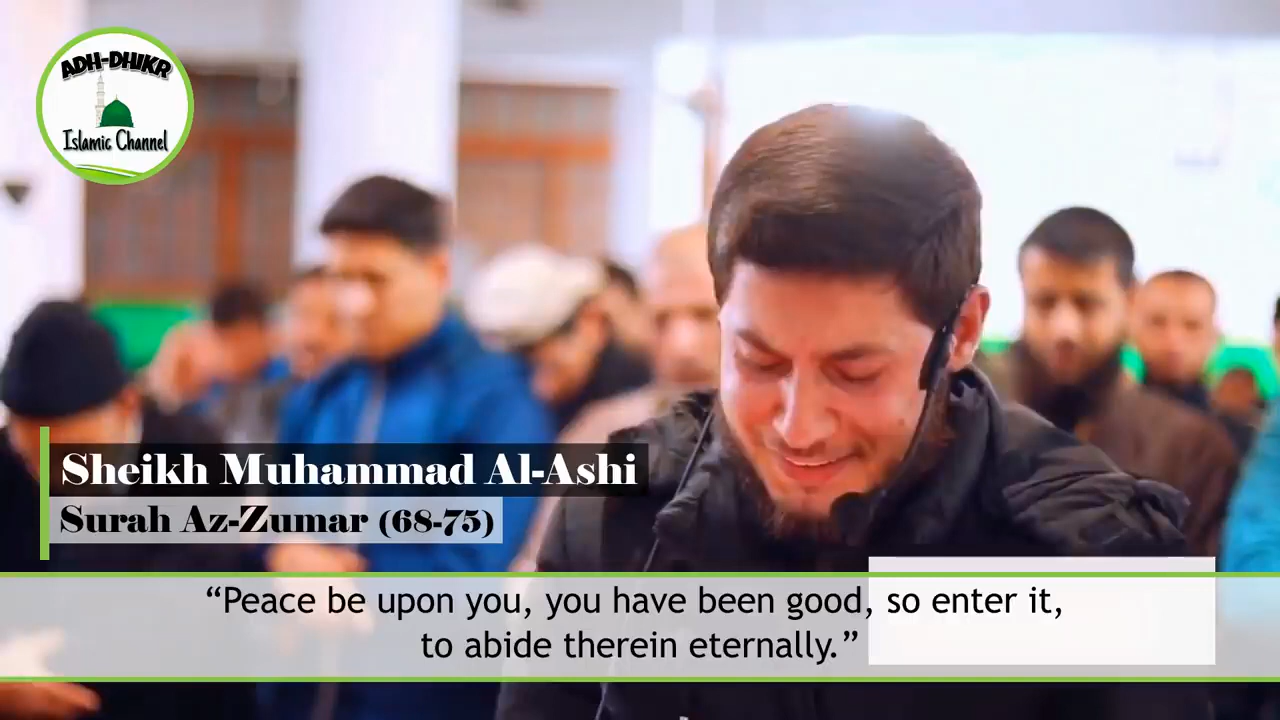 ADH-DHIKR
Islamic Channel
Sheikh Muhammad Al-Ashi
Surah Az-Zumar (68-75)
“Peace be upon you, you have been good, so enter it,
to abide therein eternally.”